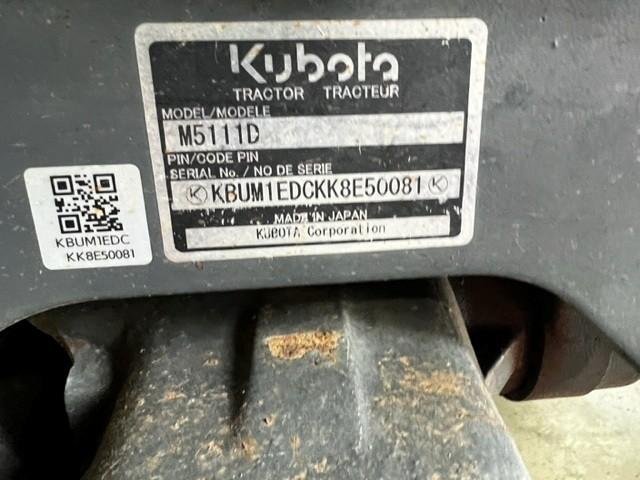 Kubota
TRACTOR TRACTEUR
MODEL/MODELE
M5111D
PIN/CODE PIN
SERIAL No. / NO DE SERIE
KBUM1EDCKK8E50081
MADE IN JAPAN
KUBOTA Corporation
KBUM1EDC
KK8E50081